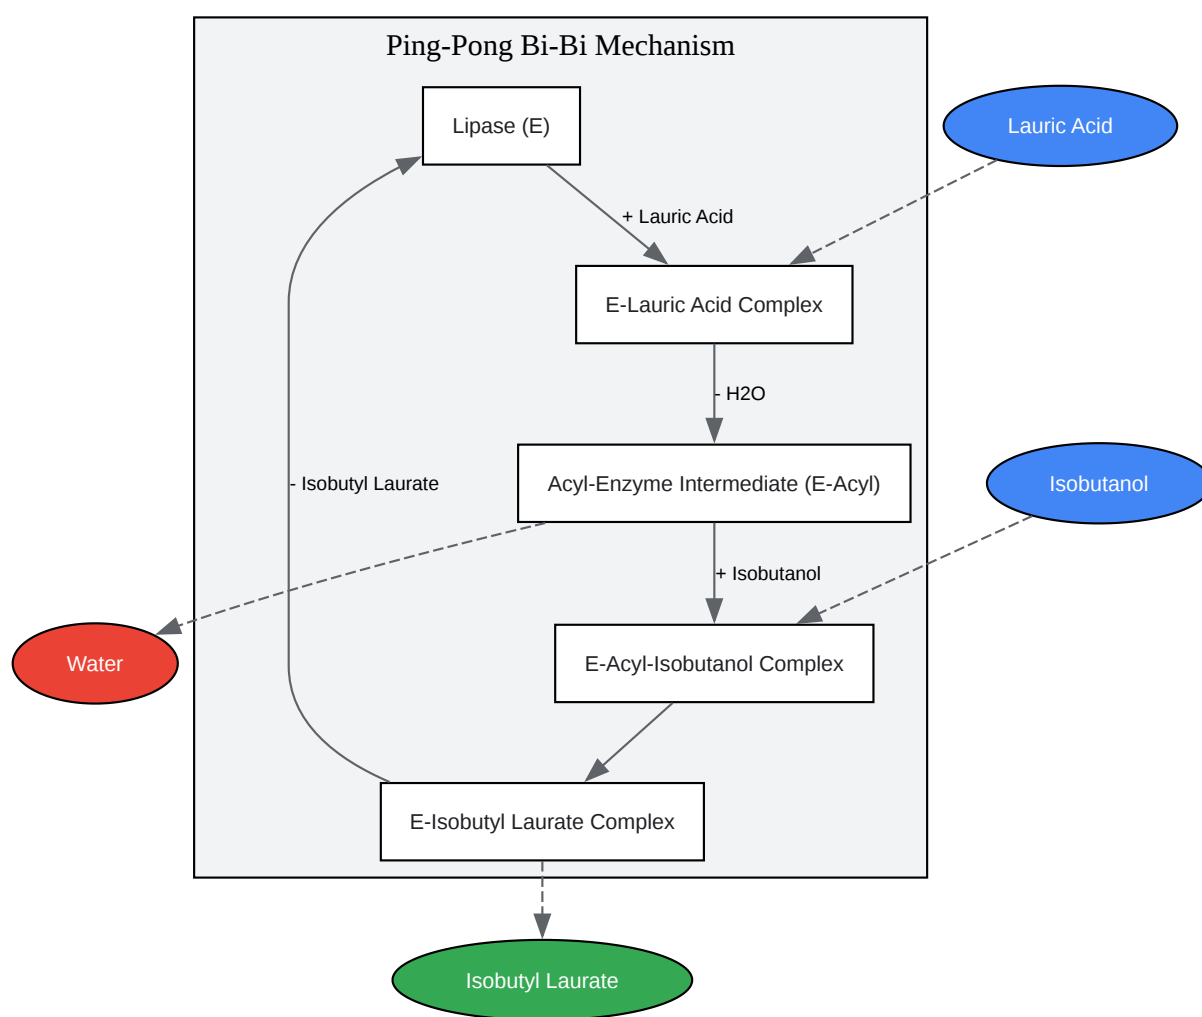 Ping-Pong Bi-Bi Mechanism
Lipase (E)
Lauric Acid
+ Lauric Acid
E-Lauric Acid Complex
- H2O
- Isobutyl Laurate
Acyl-Enzyme Intermediate (E-Acyl)
Isobutanol
+ Isobutanol
Water
E-Acyl-Isobutanol Complex
E-Isobutyl Laurate Complex
Isobutyl Laurate